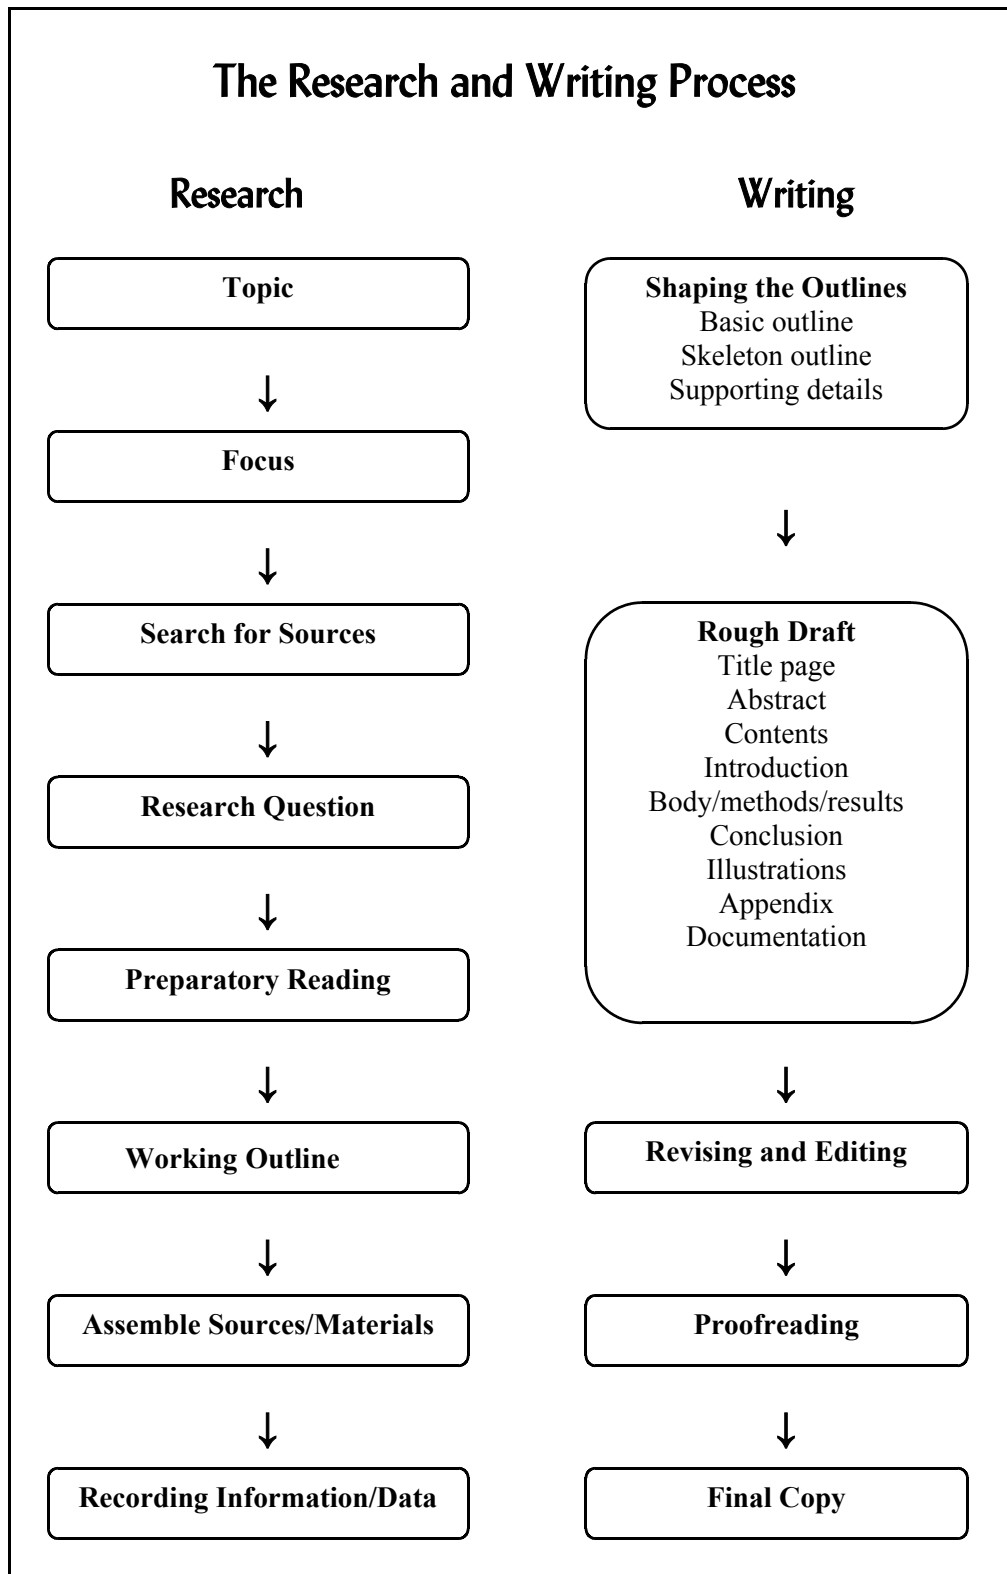 The Research and Writing Process
Research
Topic
↓
Focus
↓
Search for Sources
↓
Research Question
↓
Preparatory Reading
↓
Working Outline
↓
Assemble Sources/Materials
↓
Recording Information/Data
Writing
Shaping the Outlines
Basic outline
Skeleton outline
Supporting details
↓
Rough Draft
Title page
Abstract
Contents
Introduction
Body/methods/results
Conclusion
Illustrations
Appendix
Documentation
↓
Revising and Editing
↓
Proofreading
↓
Final Copy